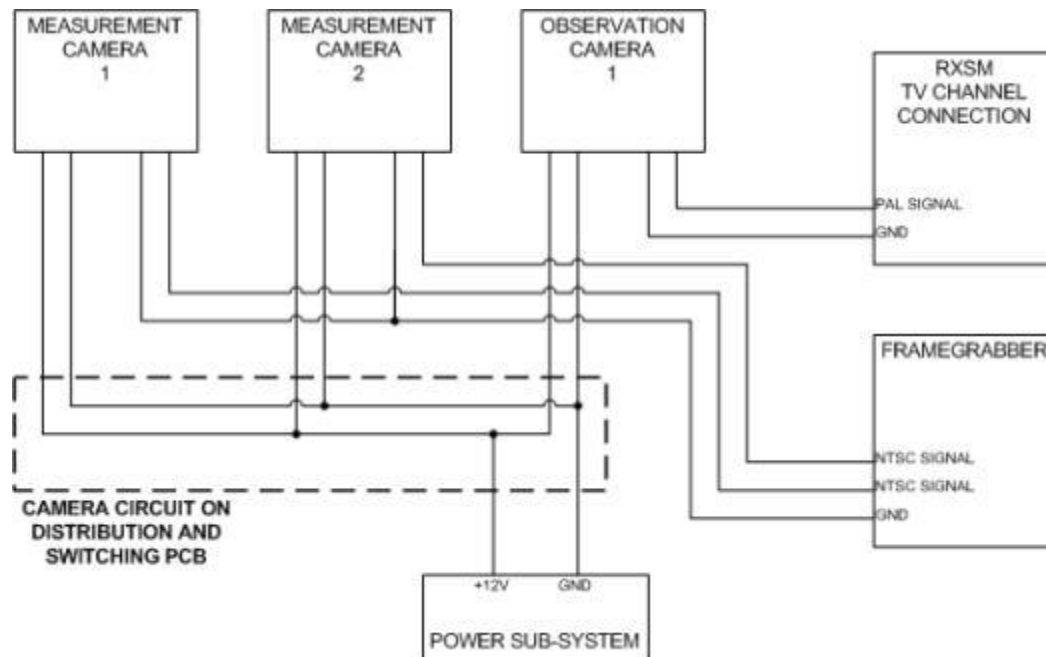 MEASUREMENT
CAMERA
1
MEASUREMENT
CAMERA
2
OBSERVATION
CAMERA
1
RXSM
TV CHANNEL
CONNECTION
PAL SIGNAL
GND
FRAMEGRABBER
NTSC SIGNAL
NTSC SIGNAL
GND
CAMERA CIRCUIT ON
DISTRIBUTION AND
SWITCHING PCB
+12V
GND
POWER SUB-SYSTEM